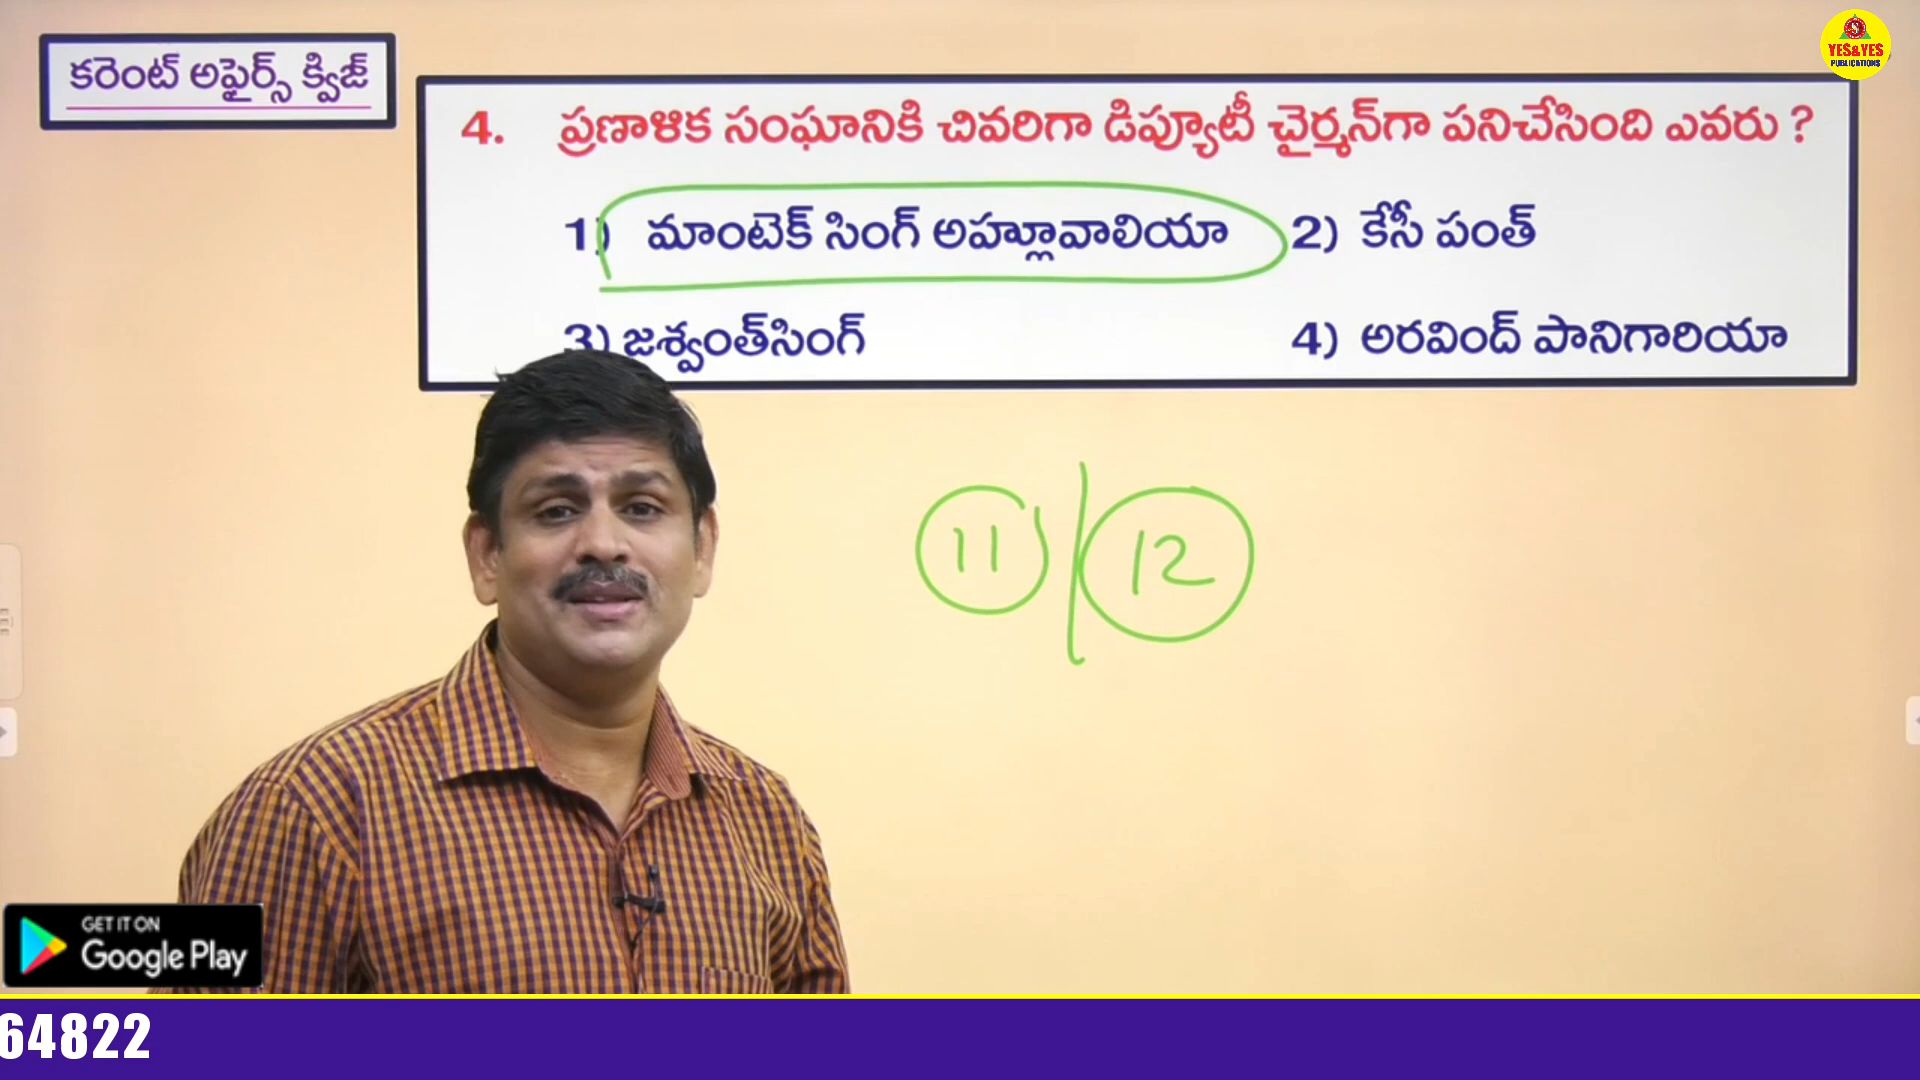 కరెంట్ అఫైర్స్ క్విజ్
YES&YES
PUBLICATIONS
4. ప్రణాళిక సంఘానికి చివరిగా డిప్యూటీ చైర్మన్‌గా పనిచేసింది ఎవరు ?
1) మాంటెక్ సింగ్ అహ్లూవాలియా 2) కేసీ పంత్
3) జశ్వంత్‌సింగ్ 4) అరవింద్ పానిగారియా
11 12
GET IT ON
Google Play
64822